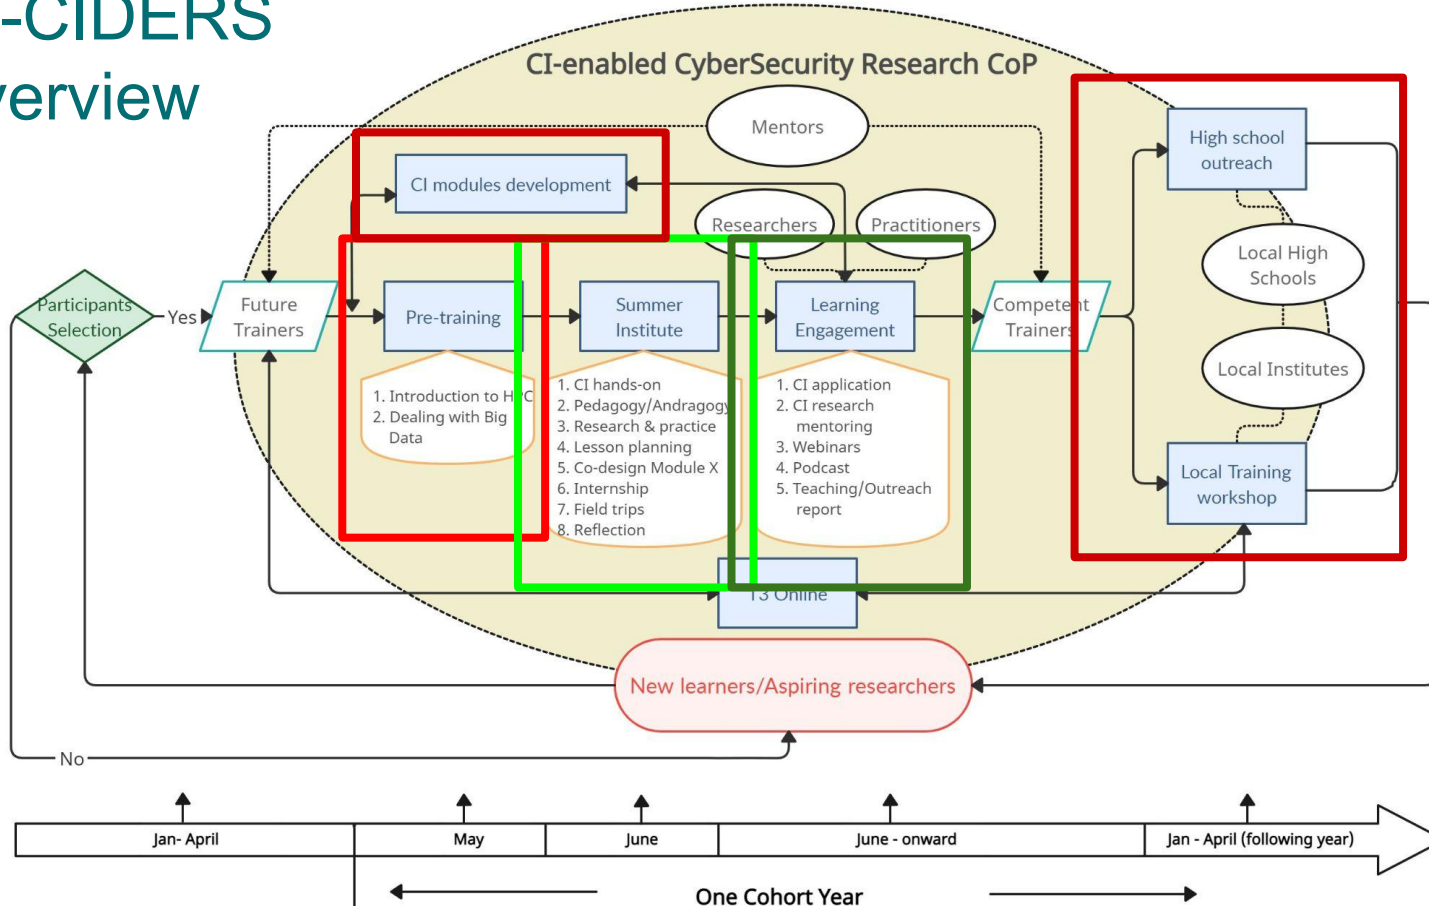 -CIDERS
verview
CI-enabled CyberSecurity Research CoP
Mentors
High school
outreach
CI modules development
Researchers
Practitioners
Local High
Schools
Participants
Selection
Yes
Future
Trainers
Pre-training
Summer
Institute
Learning
Engagement
Competent
Trainers
Local Institutes
1. Introduction to HPC
2. Dealing with Big
Data
1. CI hands-on
2. Pedagogy/Andragogy
3. Research & practice
4. Lesson planning
5. Co-design Module X
6. Internship
7. Field trips
8. Reflection
1. CI application
2. CI research
mentoring
3. Webinars
4. Podcast
5. Teaching/Outreach
report
Local Training
workshop
T3 Online
New learners/Aspiring researchers
No
Jan- April
May
June
June - onward
Jan - April (following year)
One Cohort Year